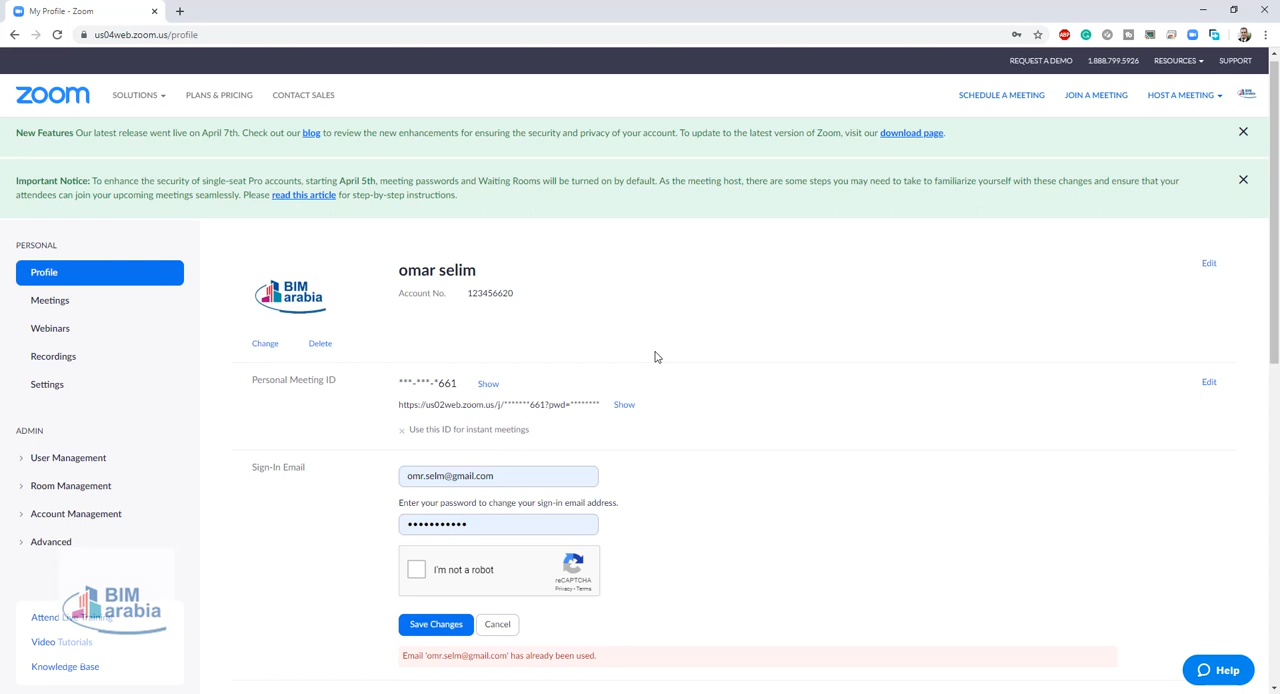 My Profile - Zoom
us04web.zoom.us/profile
REQUEST A DEMO 1.888.799.5926 RESOURCES SUPPORT
zoom SOLUTIONS PLANS & PRICING CONTACT SALES SCHEDULE A MEETING JOIN A MEETING HOST A MEETING
New Features Our latest release went live on April 7th. Check out our blog to review the new enhancements for ensuring the security and privacy of your account. To update to the latest version of Zoom, visit our download page.
Important Notice: To enhance the security of single-seat Pro accounts, starting April 5th, meeting passwords and Waiting Rooms will be turned on by default. As the meeting host, there are some steps you may need to take to familiarize yourself with these changes and ensure that your
attendees can join your upcoming meetings seamlessly. Please read this article for step-by-step instructions.
PERSONAL
Profile
Meetings
Webinars
Recordings
Settings
ADMIN
User Management
Room Management
Account Management
Advanced
Attend Live Training
Video Tutorials
Knowledge Base
BIM
arabia
BIM
arabia
Change Delete
omar selim
Account No. 123456620
Edit
Personal Meeting ID
***-***-*661 Show
Edit
https://us02web.zoom.us/j/*******661?pwd=******** Show
Use this ID for instant meetings
Sign-In Email
omr.selm@gmail.com
Enter your password to change your sign-in email address.
•••••••••••
I'm not a robot
reCAPTCHA
Privacy - Terms
Save Changes Cancel
Email 'omr.selm@gmail.com' has already been used.
Help